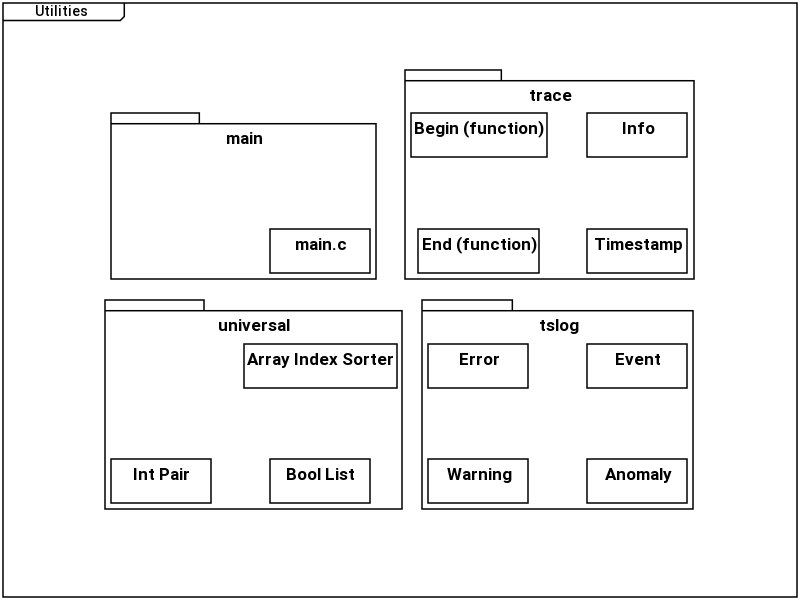 Utilities
main
main.c
trace
Begin (function)
Info
End (function)
Timestamp
universal
Array Index Sorter
Int Pair
Bool List
tslog
Error
Event
Warning
Anomaly